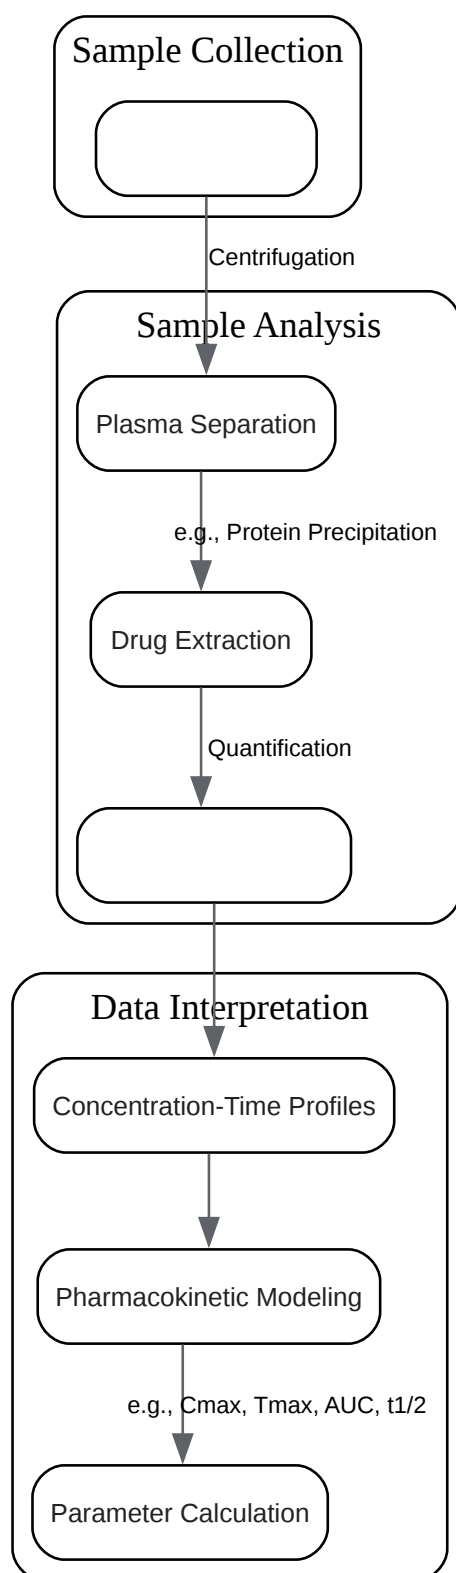 Sample Collection
Centrifugation
Sample Analysis
Plasma Separation
e.g., Protein Precipitation
Drug Extraction
Quantification
Data Interpretation
Concentration-Time Profiles
Pharmacokinetic Modeling
e.g., Cmax, Tmax, AUC, t1/2
Parameter Calculation